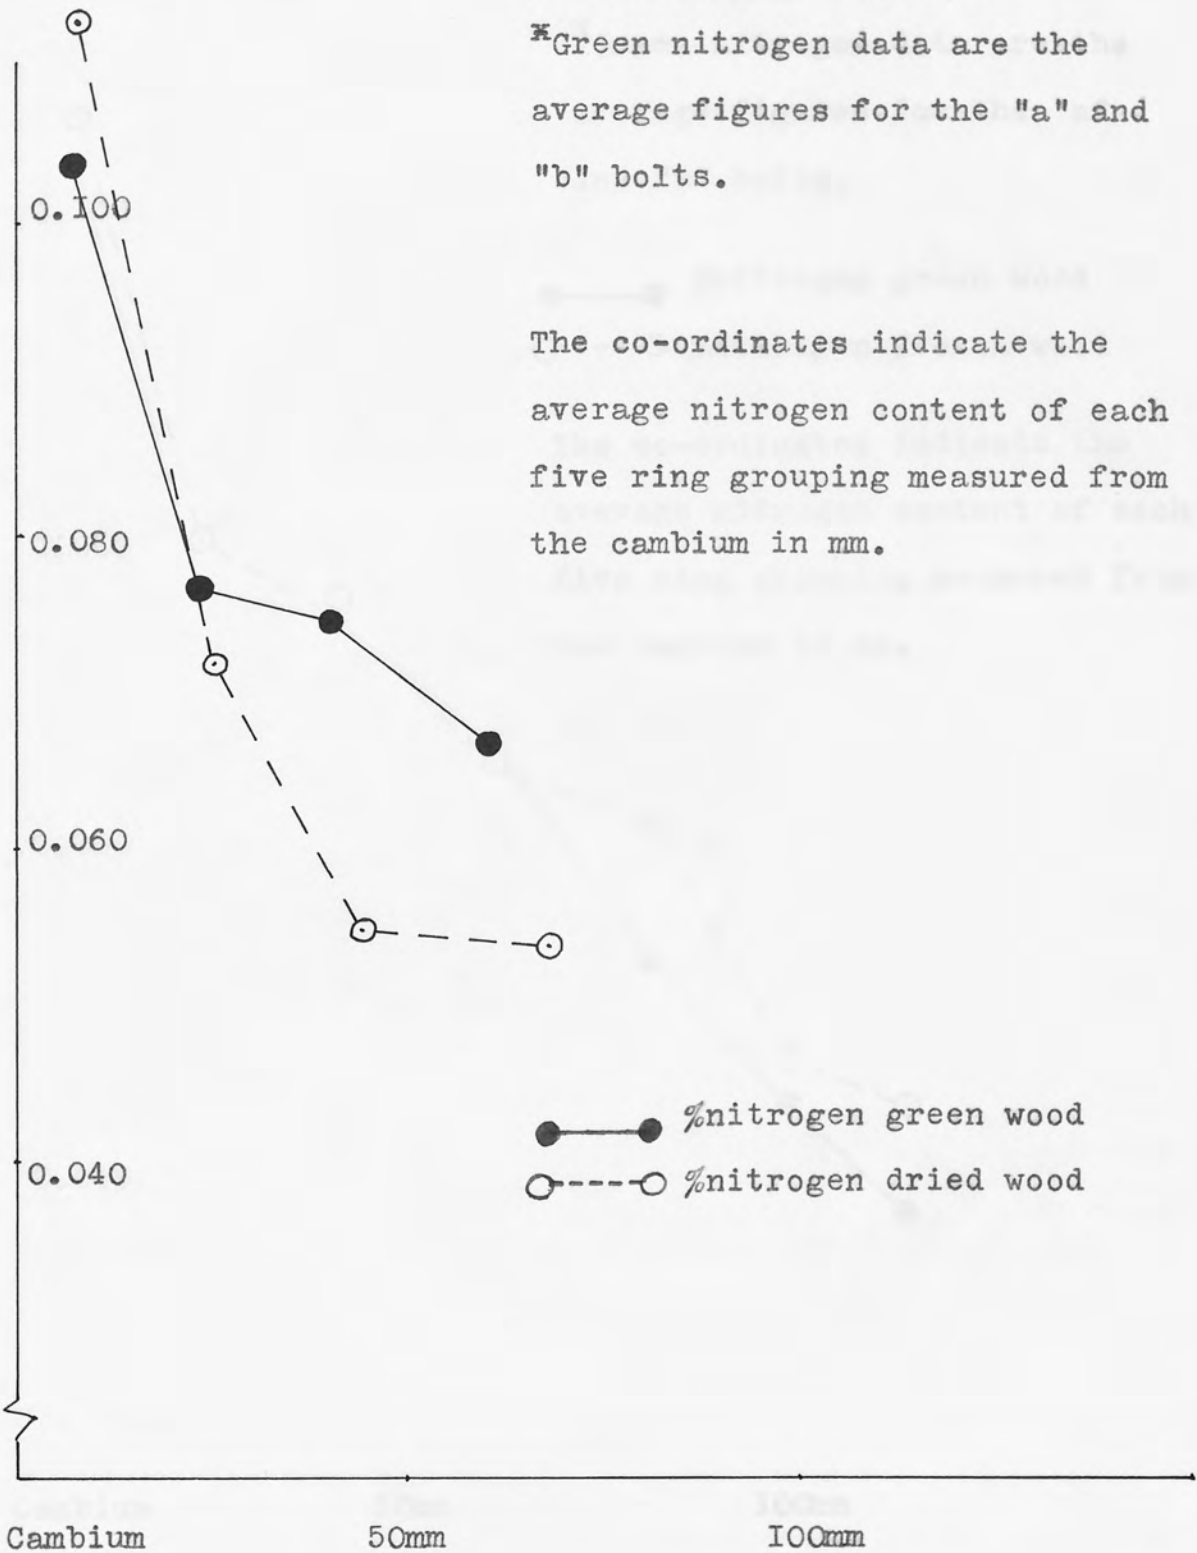 *Green nitrogen data are the
average figures for the "a" and
"b" bolts.
0.I00
The co-ordinates indicate the
average nitrogen content of each
five ring grouping measured from
the cambium in mm.
0.080
0.060
%nitrogen green wood
0.040
%nitrogen dried wood
Cambium 50mm I00mm